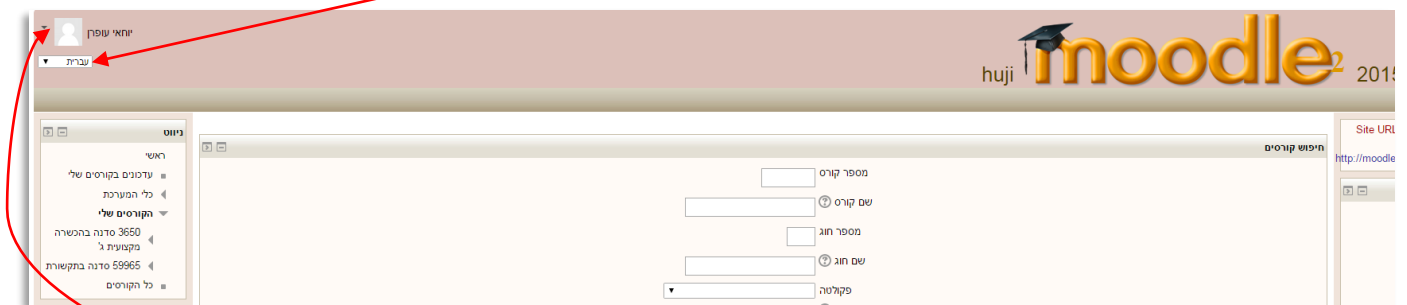 יוחאי עופרן
עברית
huji moodle2 2015
ניווט
ראשי
עדכונים בקורסים שלי
כלי המערכת
הקורסים שלי
3650 סדנה בהכשרה
מקצועית ג'
59965 סדנה בתקשורת
כל הקורסים
חיפוש קורסים
מספר קורס
שם קורס ?
מספר חוג
שם חוג ?
פקולטה
Site URL
http://moodle